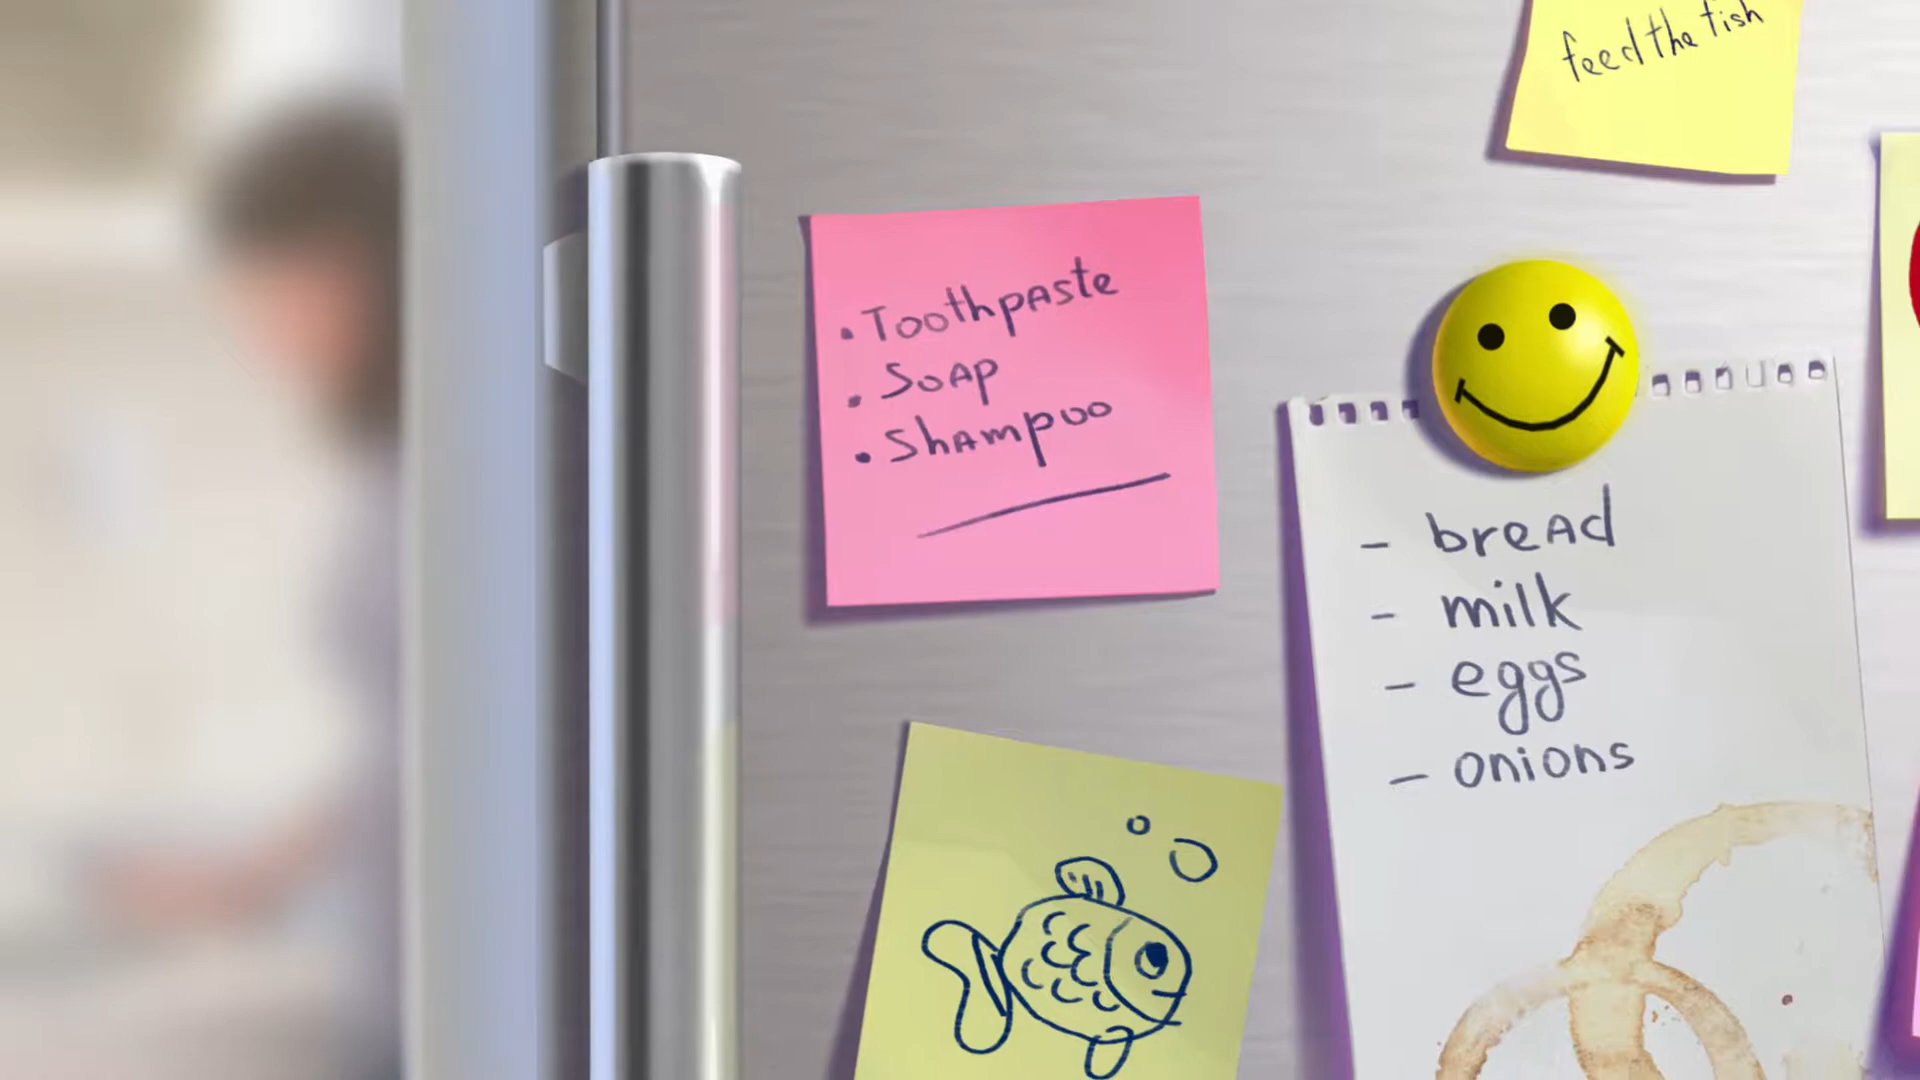 feed the fish
• Toothpaste
• Soap
• Shampoo
- bread
- milk
- eggs
- onions